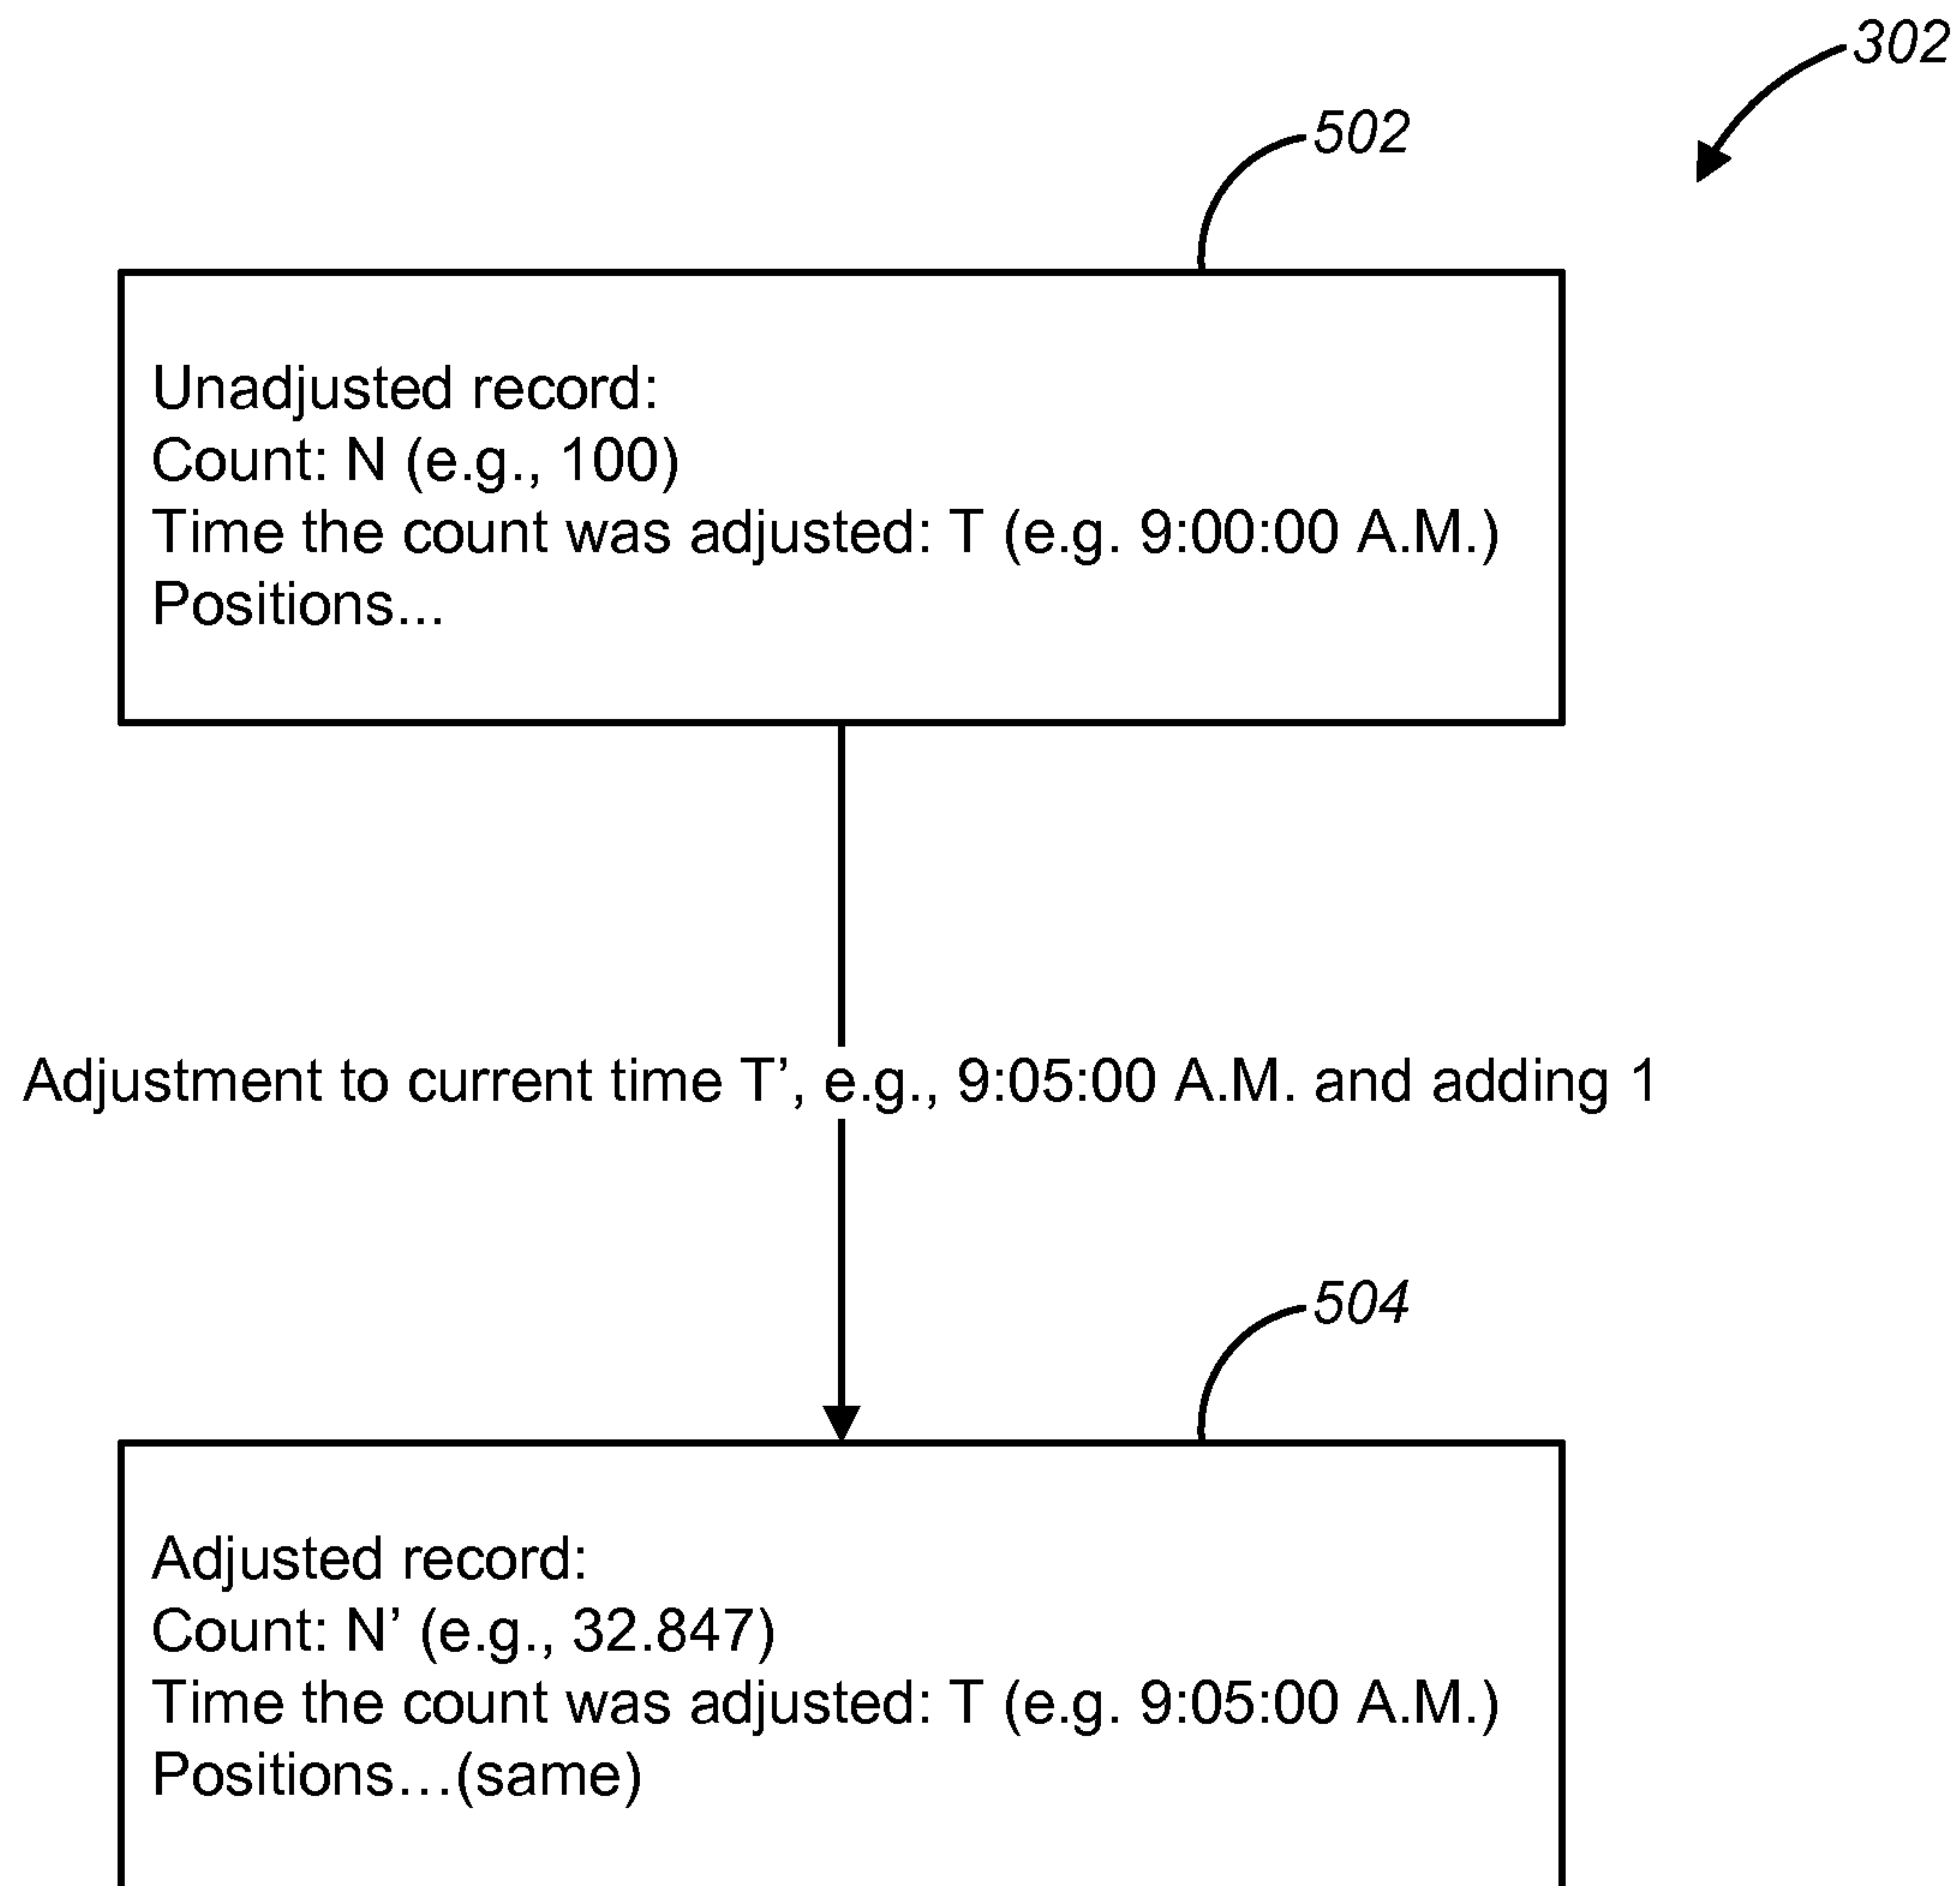 302
502
Unadjusted record:
Count: N (e.g., 100)
Time the count was adjusted: T (e.g. 9:00:00 A.M.)
Positions...
Adjustment to current time T’, e.g., 9:05:00 A.M. and adding 1
504
Adjusted record:
Count: N’ (e.g., 32.847)
Time the count was adjusted: T (e.g. 9:05:00 A.M.)
Positions...(same)